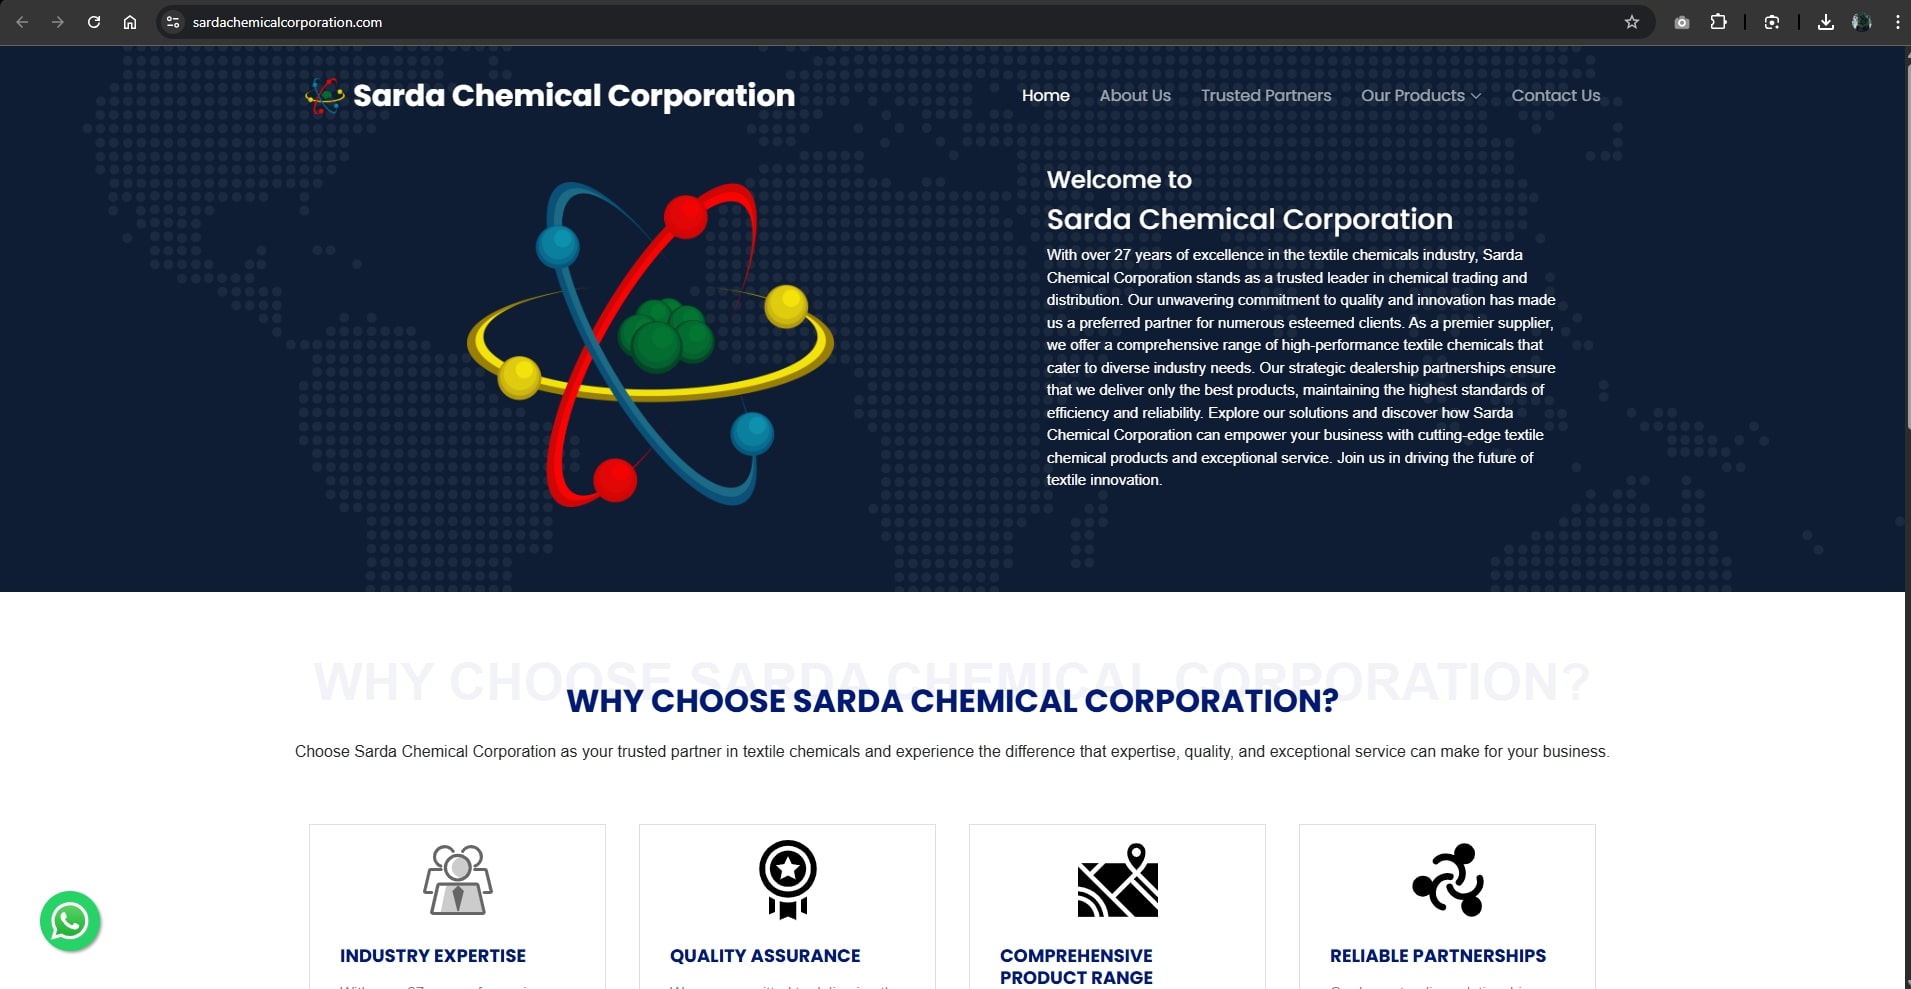 sardachemicalcorporation.com
Sarda Chemical Corporation
Home About Us Trusted Partners Our Products Contact Us
Welcome to
Sarda Chemical Corporation
With over 27 years of excellence in the textile chemicals industry, Sarda
Chemical Corporation stands as a trusted leader in chemical trading and
distribution. Our unwavering commitment to quality and innovation has made
us a preferred partner for numerous esteemed clients. As a premier supplier,
we offer a comprehensive range of high-performance textile chemicals that
cater to diverse industry needs. Our strategic dealership partnerships ensure
that we deliver only the best products, maintaining the highest standards of
efficiency and reliability. Explore our solutions and discover how Sarda
Chemical Corporation can empower your business with cutting-edge textile
chemical products and exceptional service. Join us in driving the future of
textile innovation.
WHY CHOOSE SARDA CHEMICAL CORPORATION?
WHY CHOOSE SARDA CHEMICAL CORPORATION?
Choose Sarda Chemical Corporation as your trusted partner in textile chemicals and experience the difference that expertise, quality, and exceptional service can make for your business.
INDUSTRY EXPERTISE
QUALITY ASSURANCE
COMPREHENSIVE
PRODUCT RANGE
RELIABLE PARTNERSHIPS